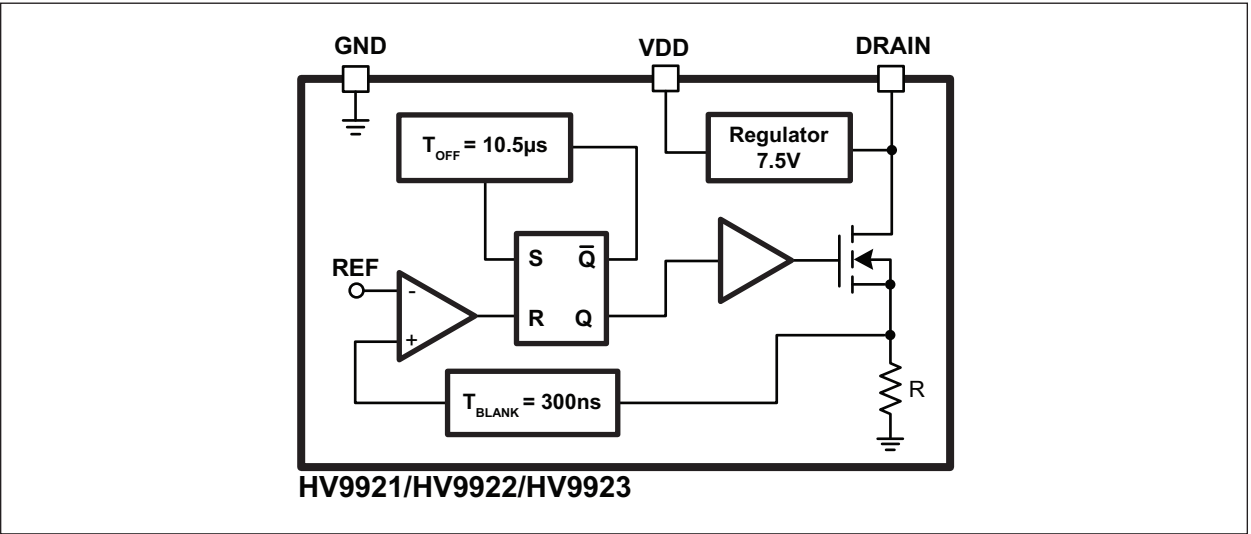 GND
VDD
DRAIN
TOFF = 10.5µs
Regulator
7.5V
REF
-
+
S Q̅
R Q
TBLANK = 300ns
R
HV9921/HV9922/HV9923